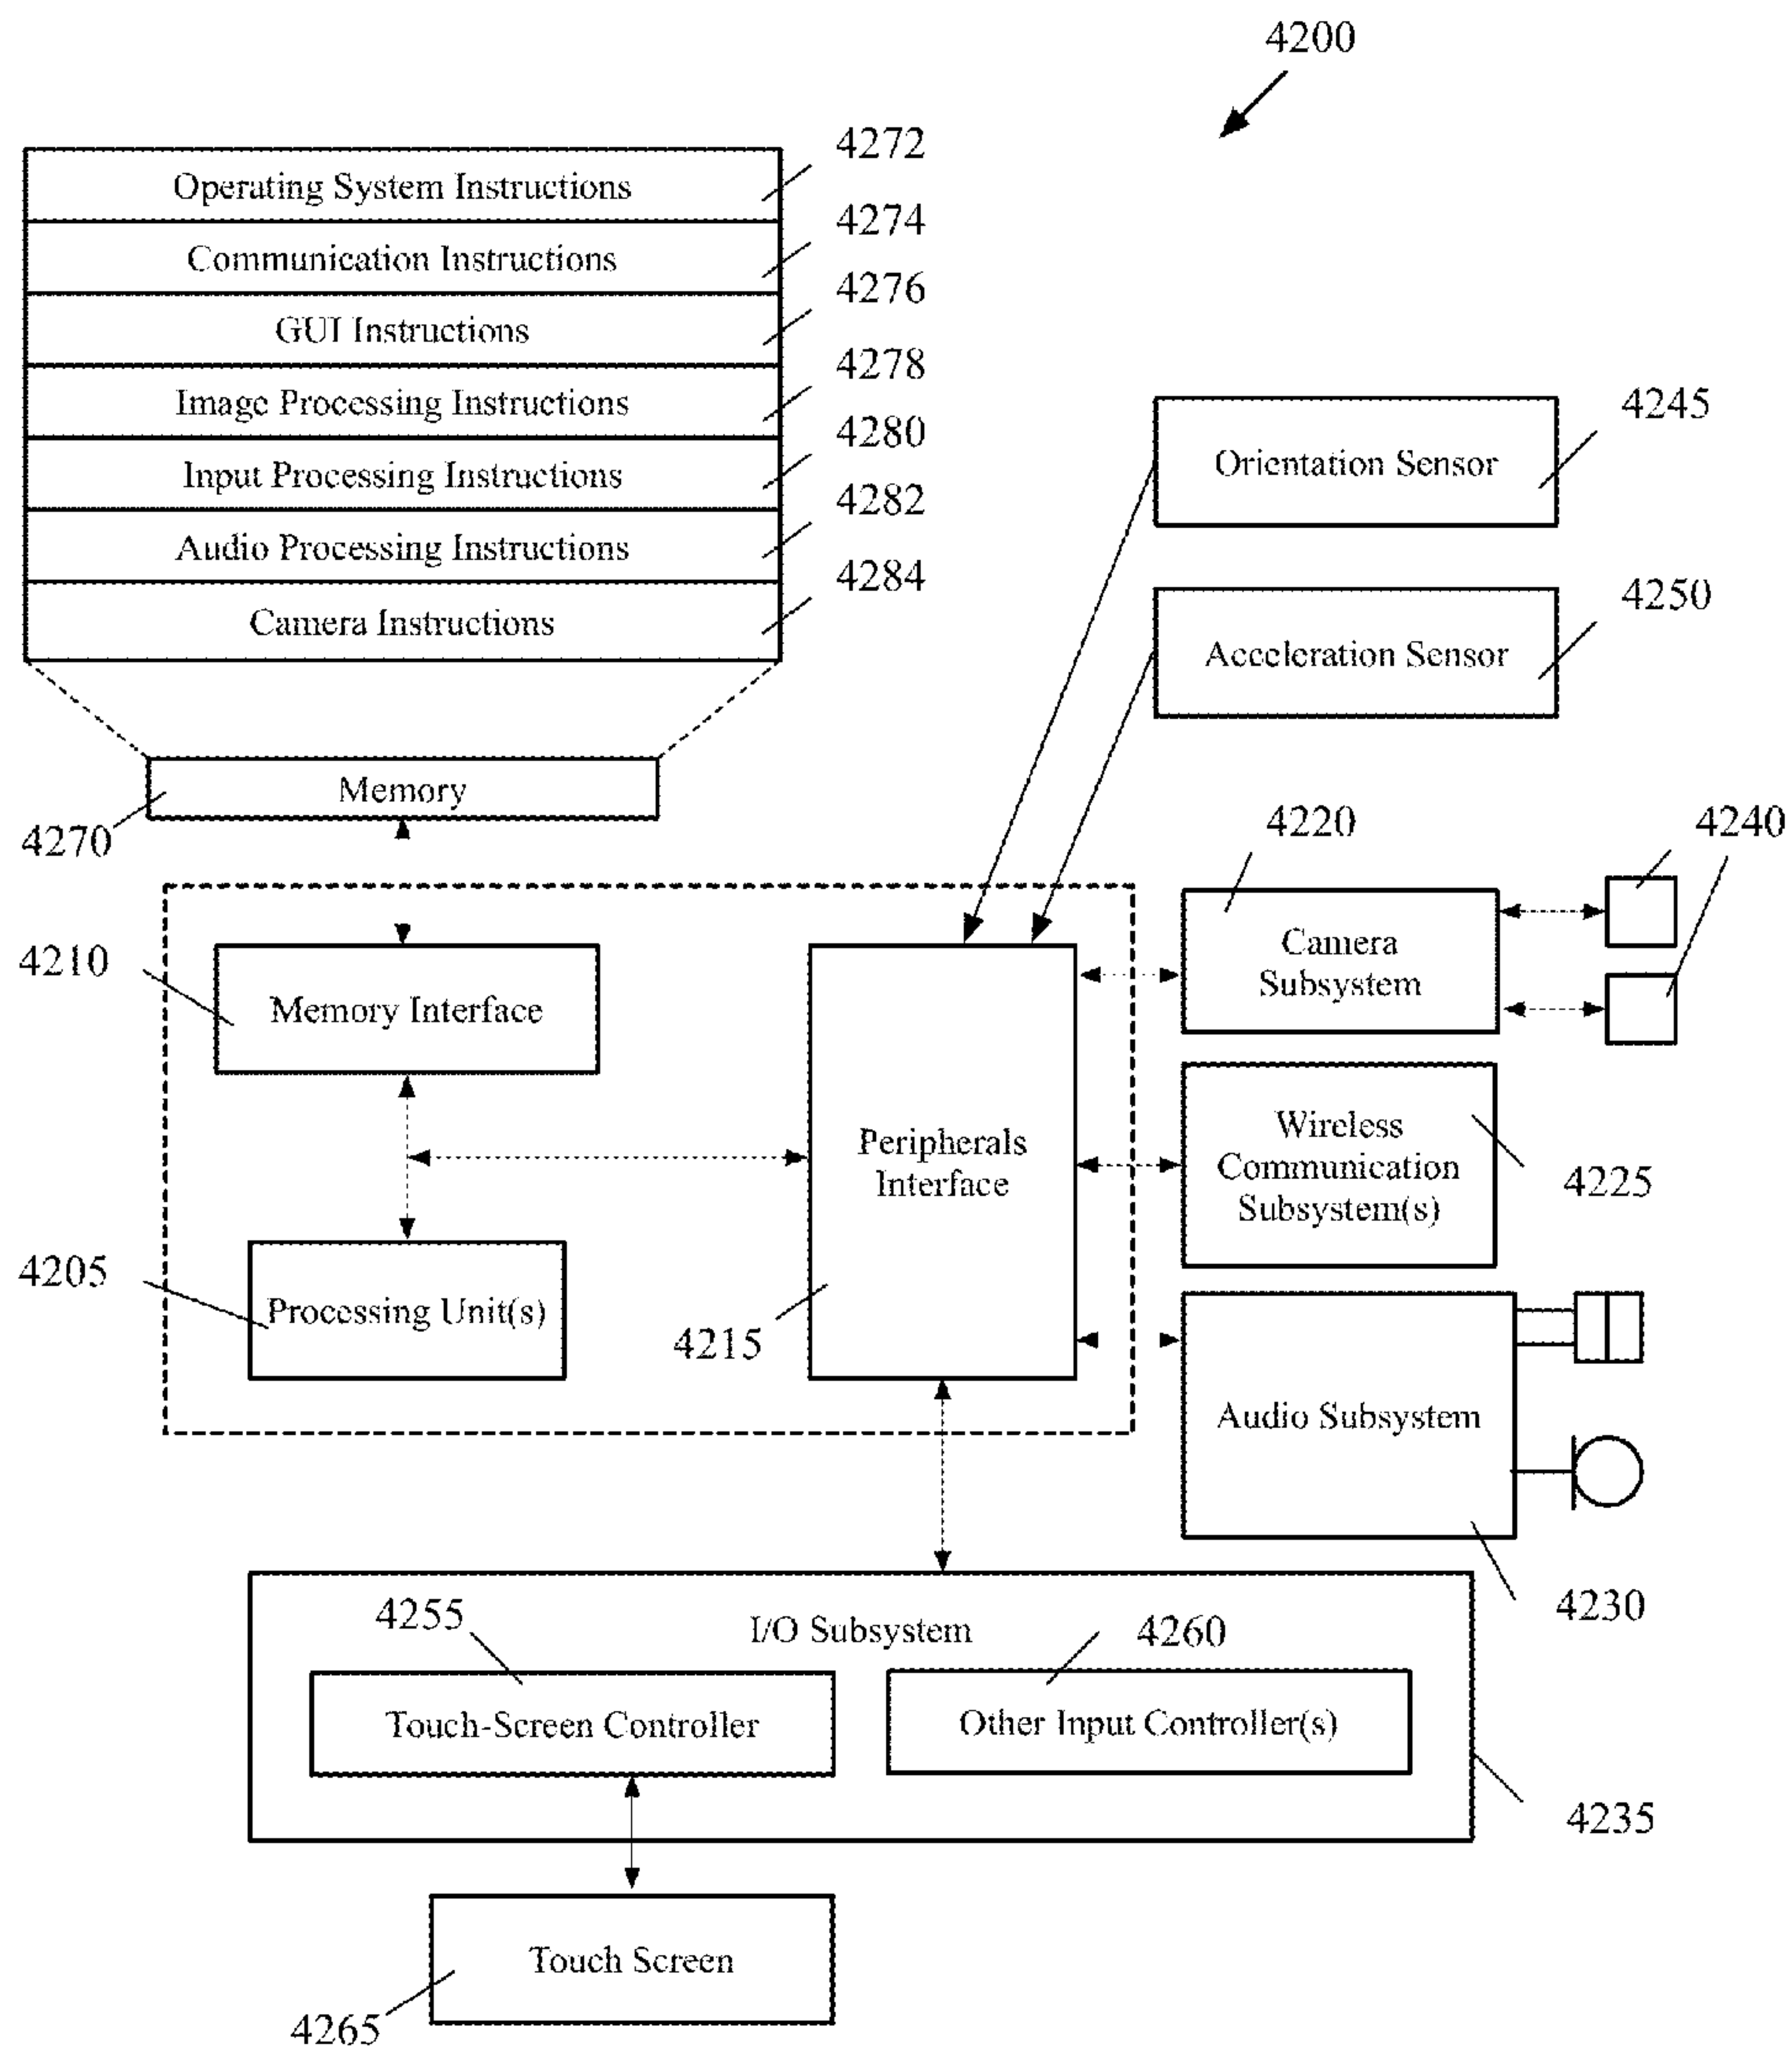 4200
4272
Operating System Instructions
4274
Communication Instructions
4276
GUI Instructions
4278
Image Processing Instructions
4280
Input Processing Instructions
4282
Audio Processing Instructions
4284
Camera Instructions
4245
Orientation Sensor
4250
Acceleration Sensor
Memory
4270
4220
4240
4210
Memory Interface
Camera
Subsystem
Peripherals
Interface
Wireless
Communication
Subsystem(s)
4225
4205
Processing Unit(s)
4215
Audio Subsystem
4230
4255
I/O Subsystem
4260
Touch-Screen Controller
Other Input Controller(s)
4235
Touch Screen
4265